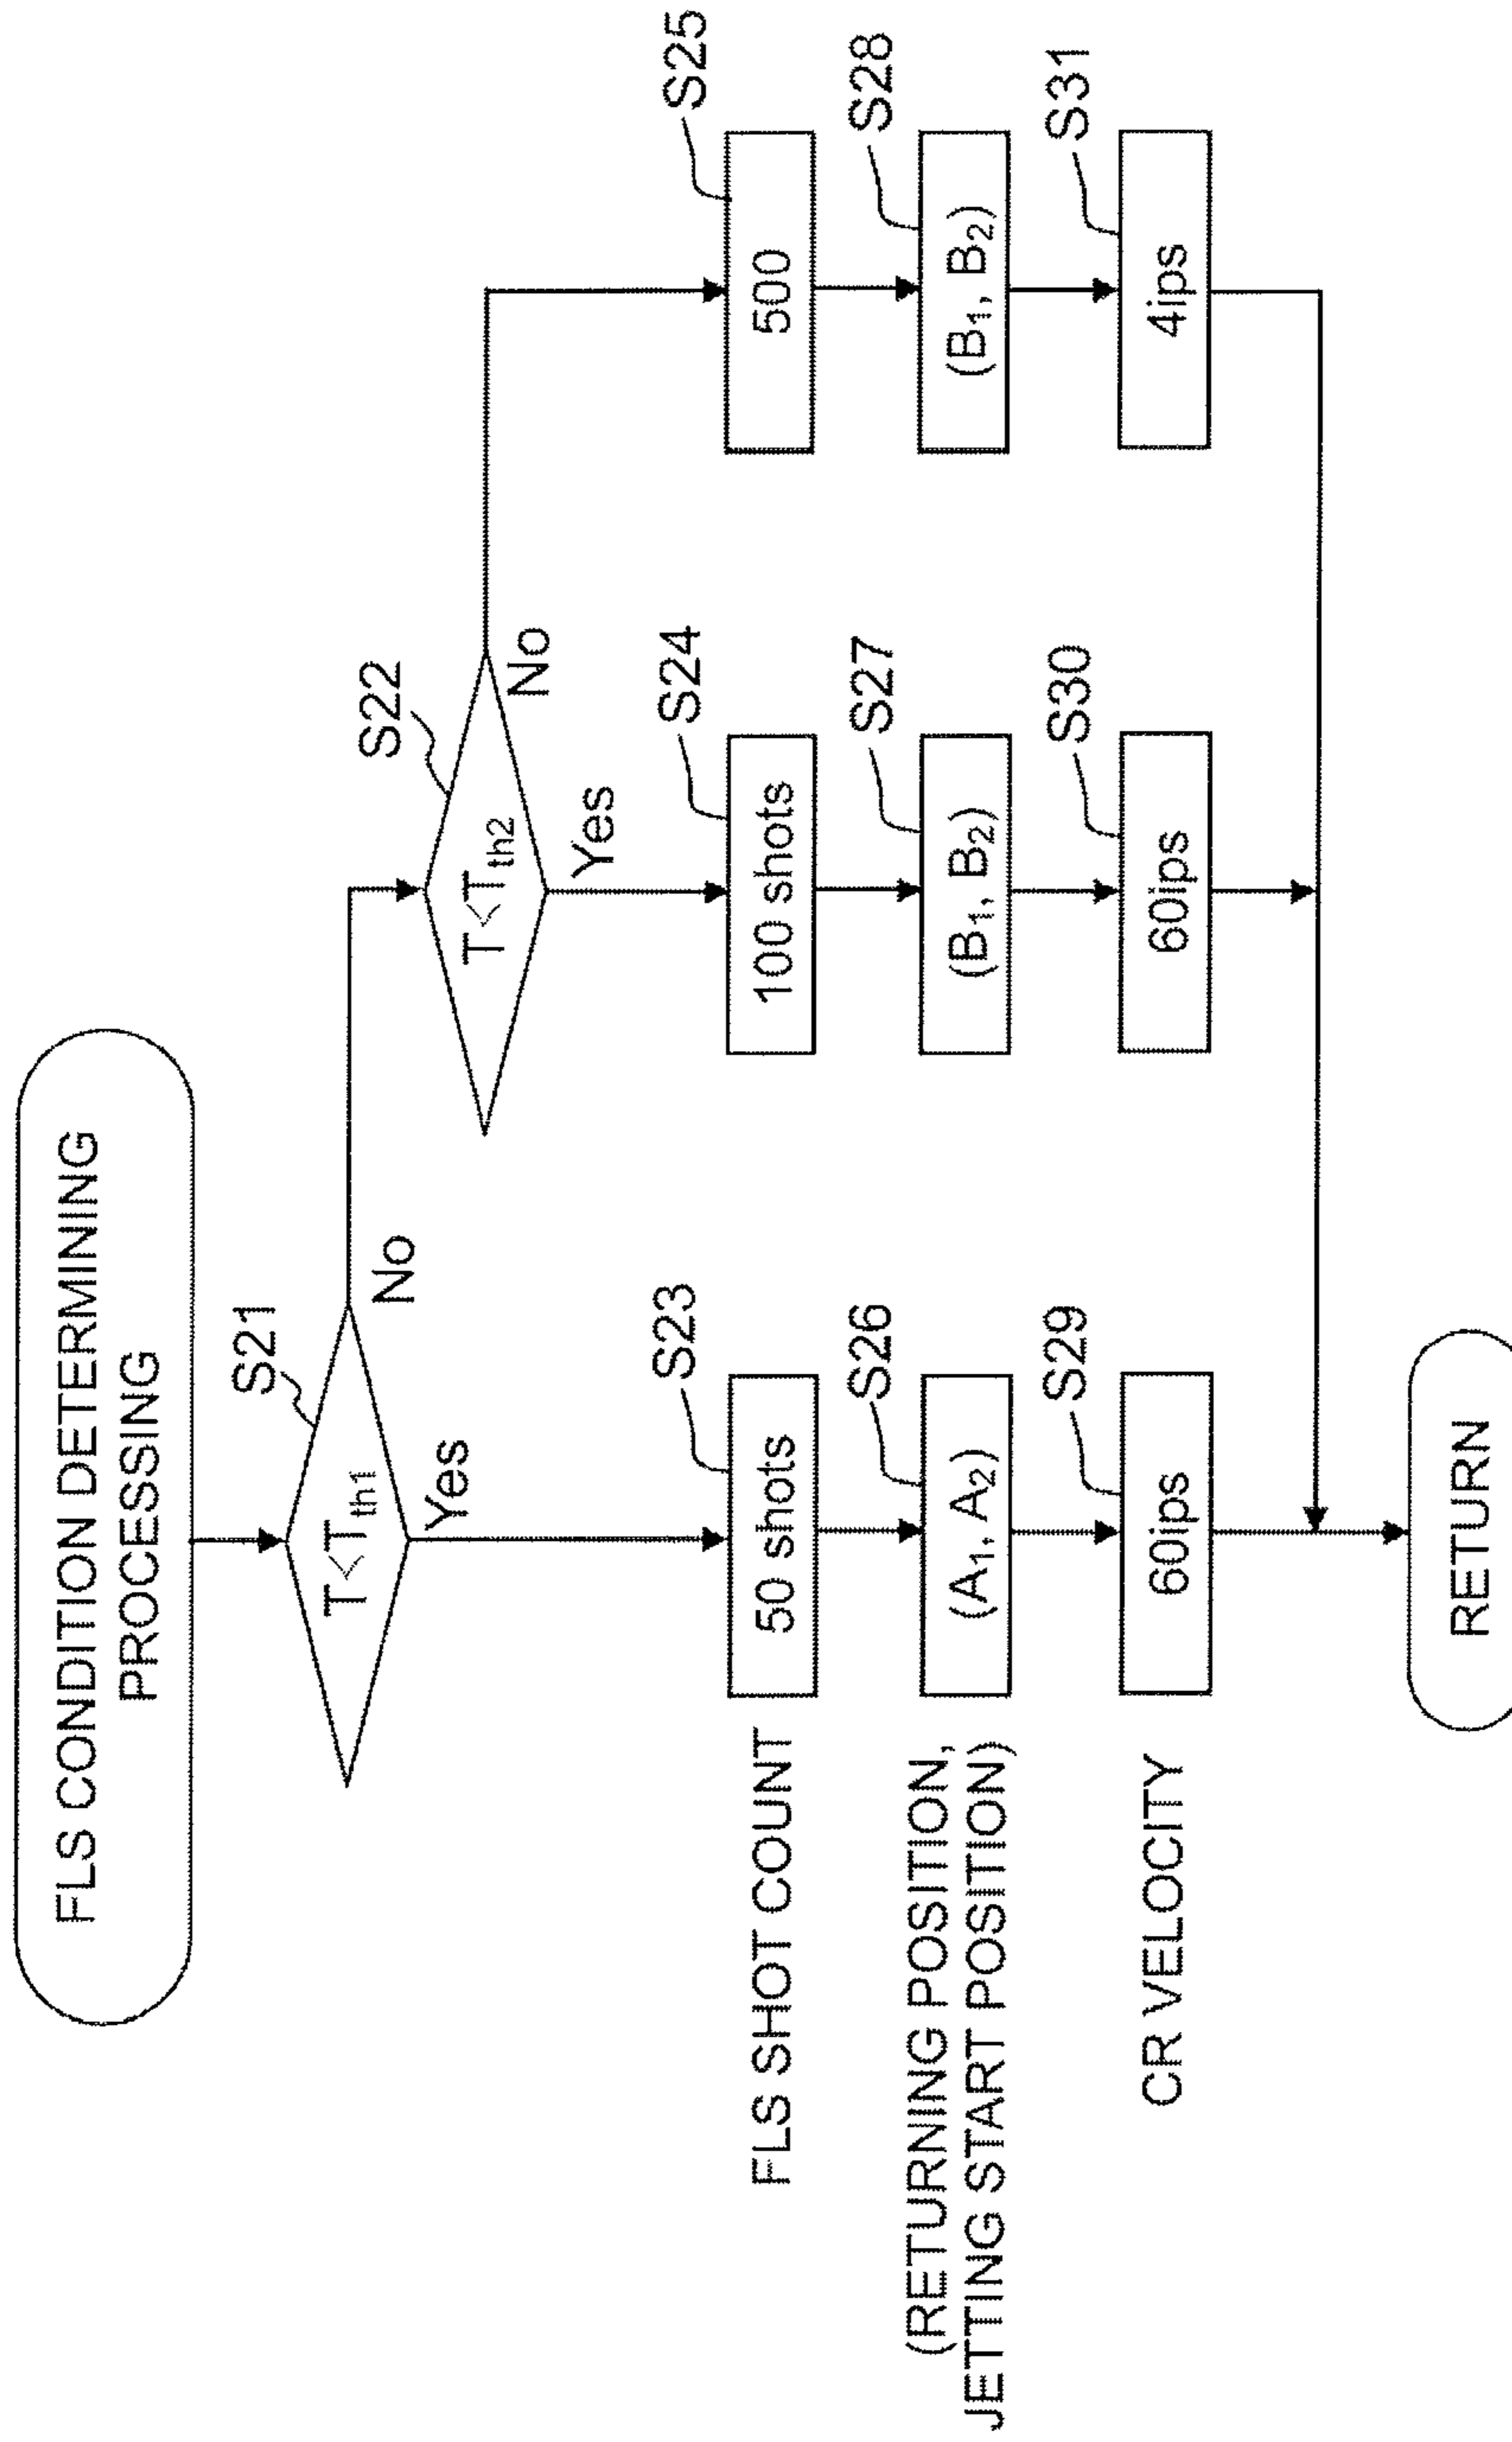 FLS CONDITION DETERMINING
PROCESSING
S21
T<Tth1
No
Yes
S22
T<Tth2
No
Yes
FLS SHOT COUNT
50 shots
S23
100 shots
S24
500
S25
(RETURNING POSITION,
JETTING START POSITION)
(A1, A2)
S26
(B1, B2)
S27
(B1, B2)
S28
CR VELOCITY
60ips
S29
60ips
S30
4ips
S31
RETURN